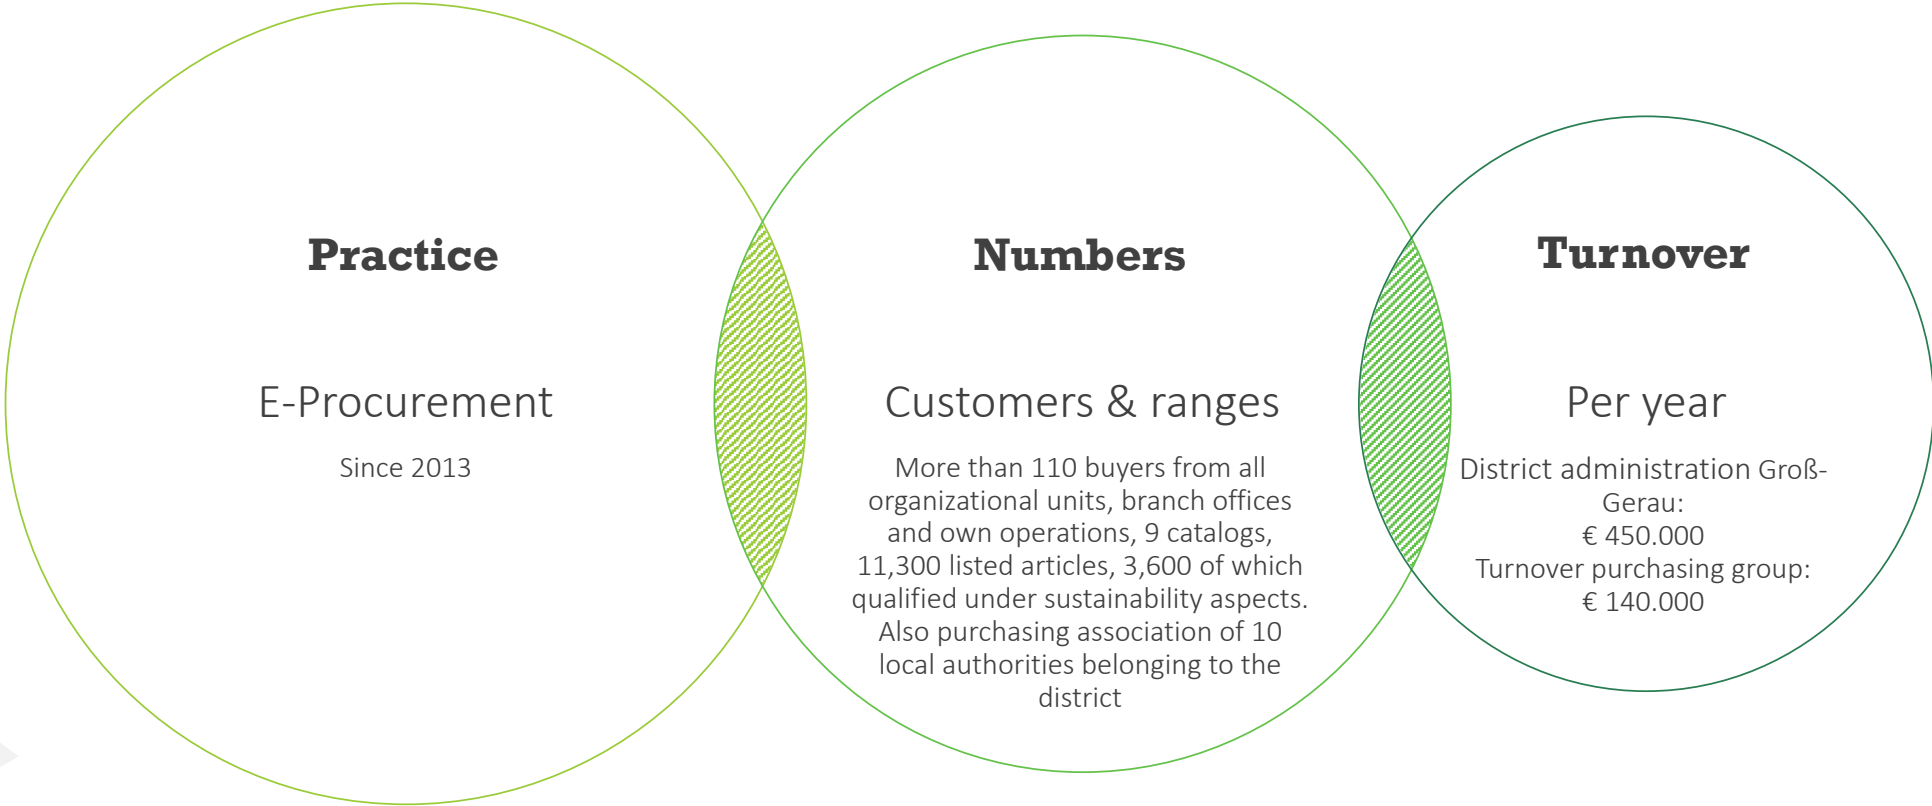 Practice
E-Procurement
Since 2013
Numbers
Customers & ranges
More than 110 buyers from all
organizational units, branch offices
and own operations, 9 catalogs,
11,300 listed articles, 3,600 of which
qualified under sustainability aspects.
Also purchasing association of 10
local authorities belonging to the
district
Turnover
Per year
District administration Groß-
Gerau:
€ 450.000
Turnover purchasing group:
€ 140.000